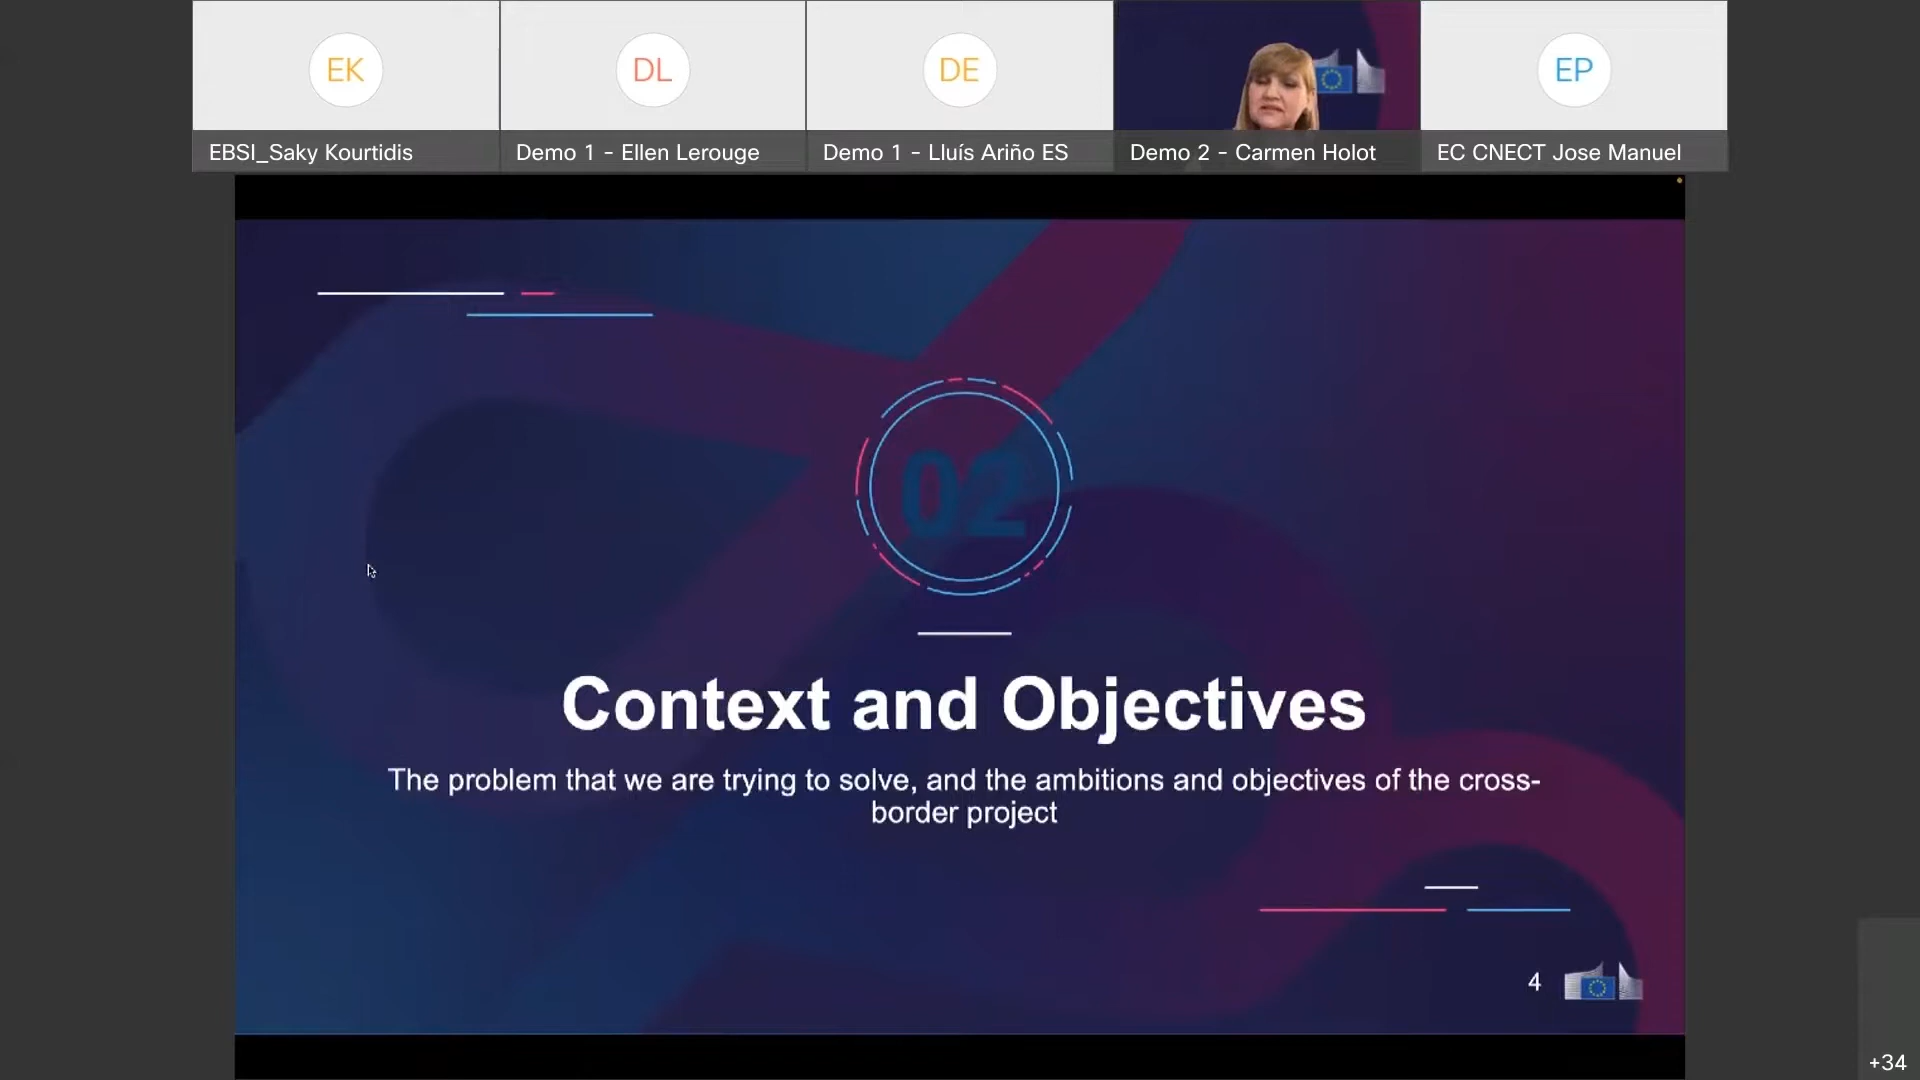 EK
DL
DE
EP
EBSI_Saky Kourtidis
Demo 1 - Ellen Lerouge
Demo 1 - Lluís Ariño ES
Demo 2 - Carmen Holot
EC CNECT Jose Manuel
02
Context and Objectives
The problem that we are trying to solve, and the ambitions and objectives of the cross-
border project
4
+34